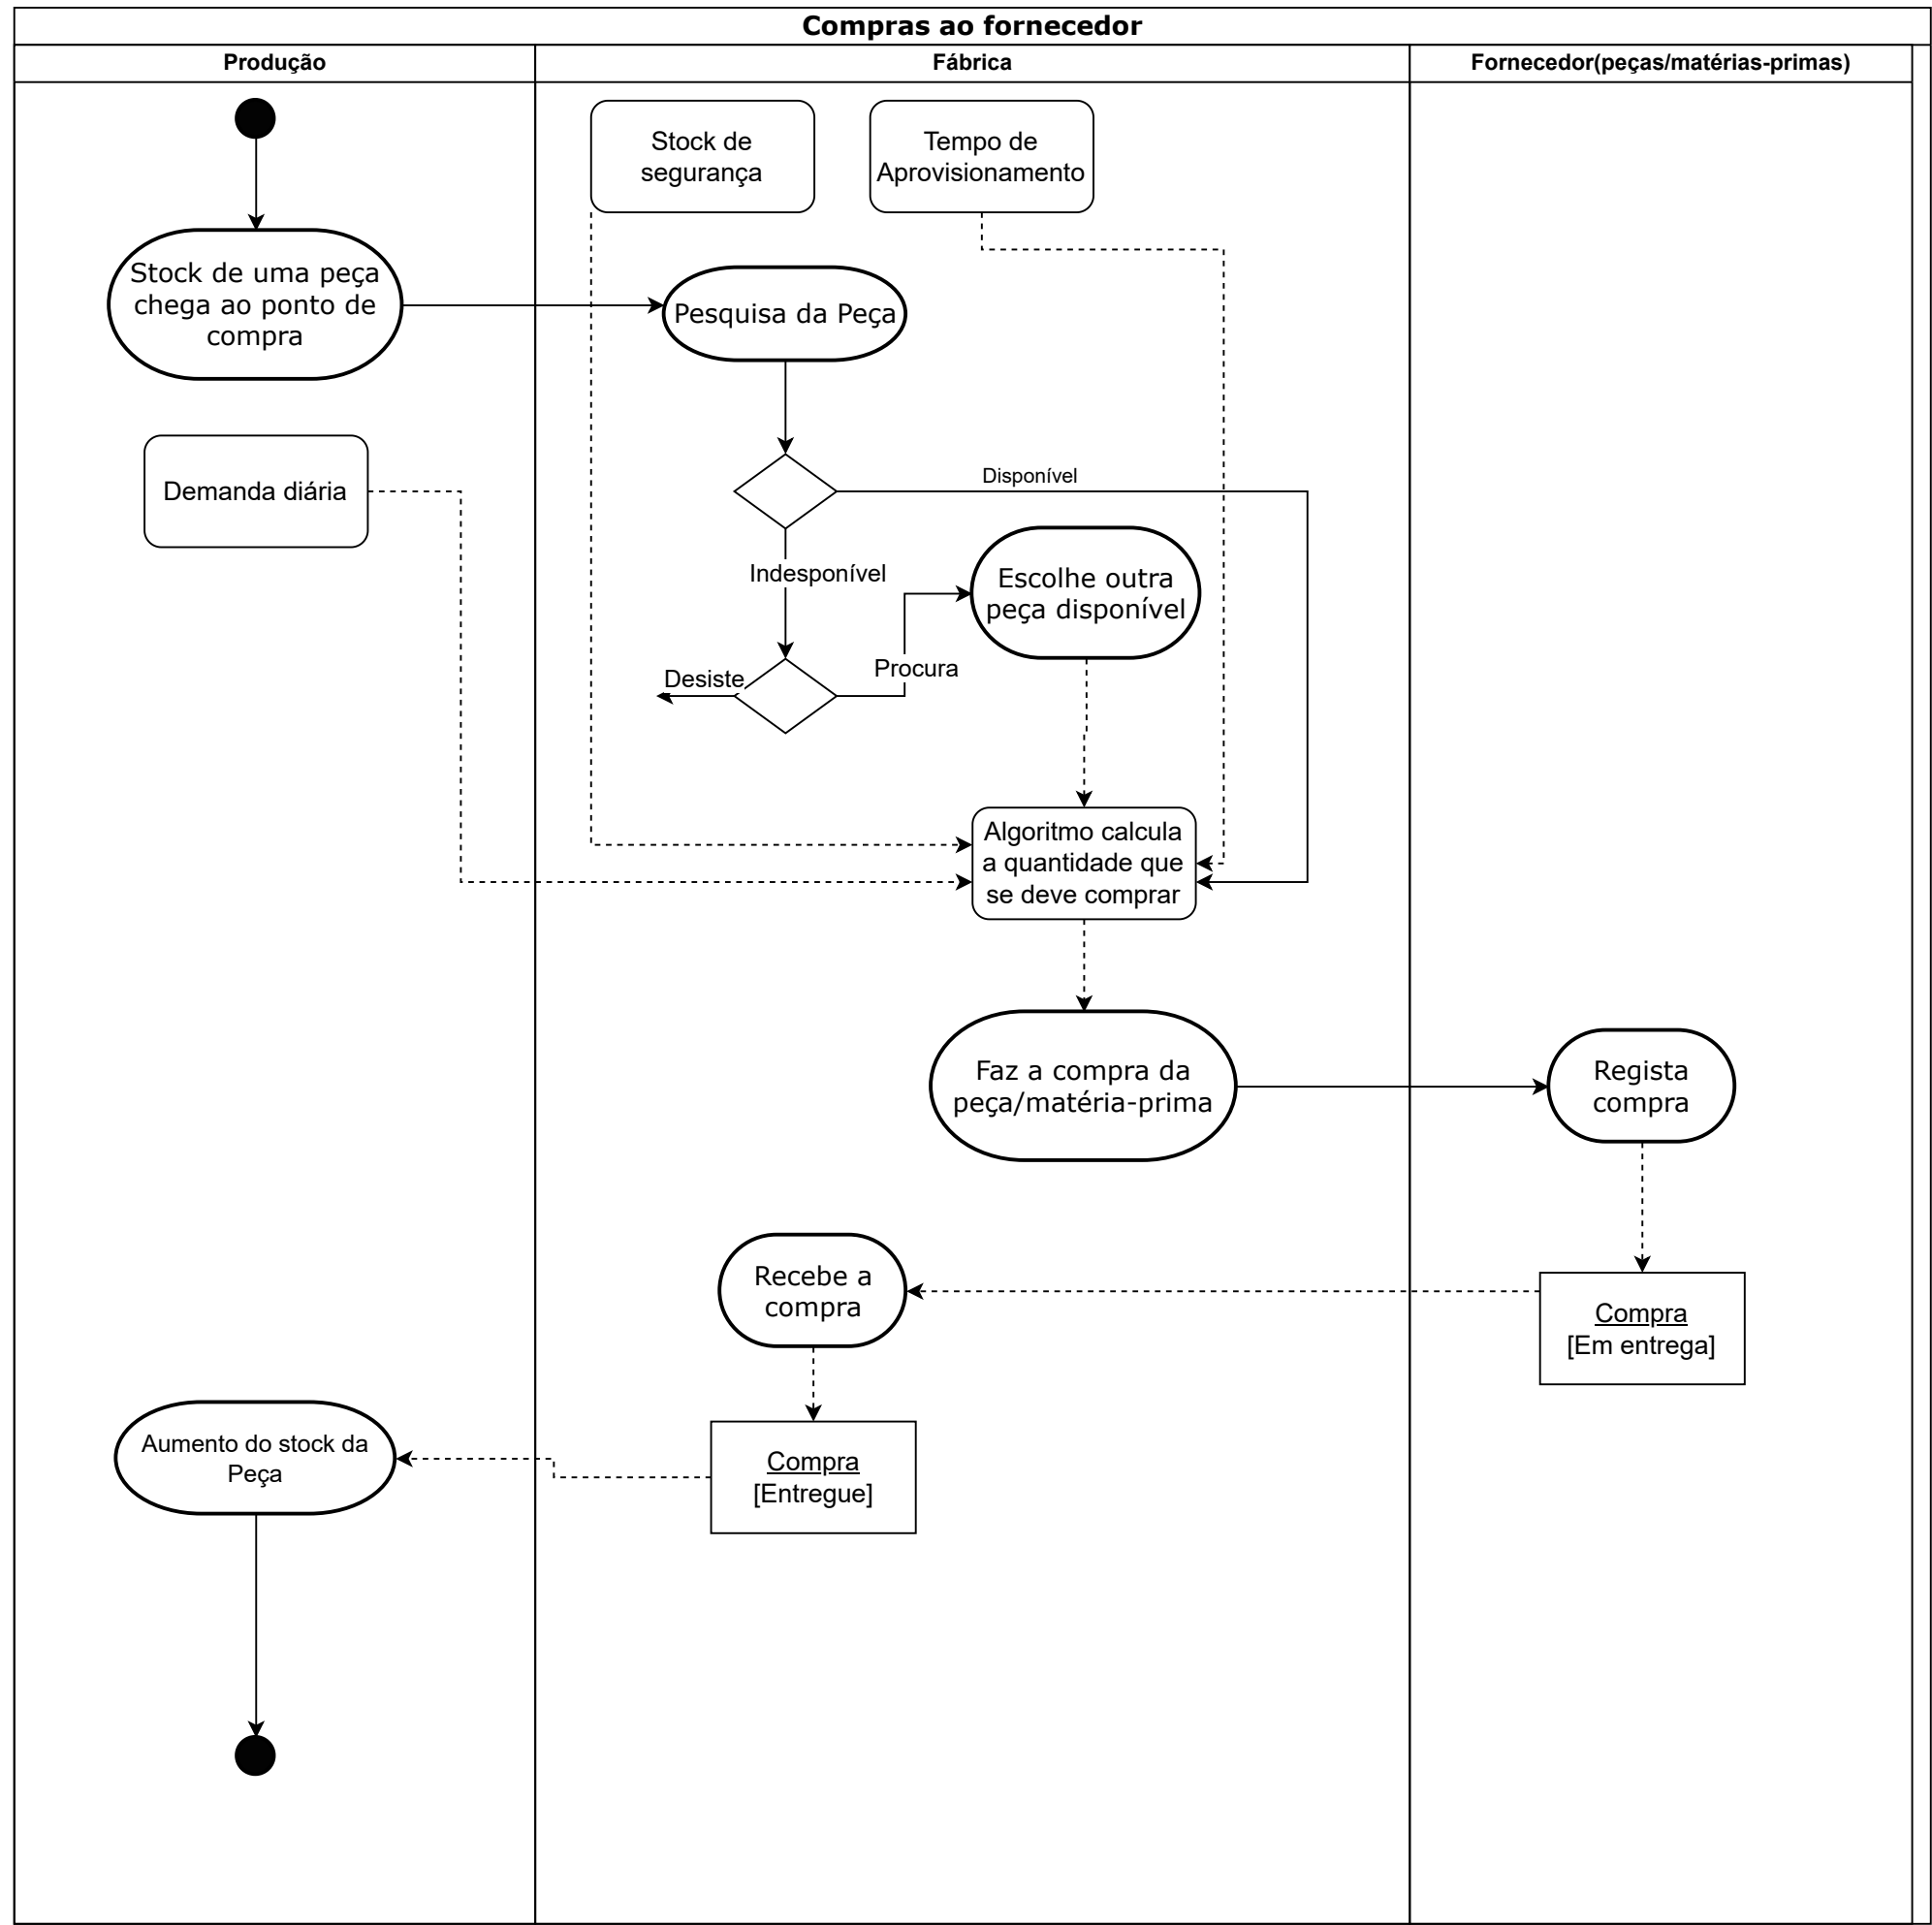 Compras ao fornecedor
Produção
Fábrica
Fornecedor(peças/matérias-primas)
Stock de
segurança
Tempo de
Aprovisionamento
Stock de uma peça
chega ao ponto de
compra
Pesquisa da Peça
Demanda diária
Disponível
Indesponível
Escolhe outra
peça disponível
Desiste
Procura
Algoritmo calcula
a quantidade que
se deve comprar
Faz a compra da
peça/matéria-prima
Regista
compra
Recebe a
compra
Compra
[Em entrega]
Aumento do stock da
Peça
Compra
[Entregue]